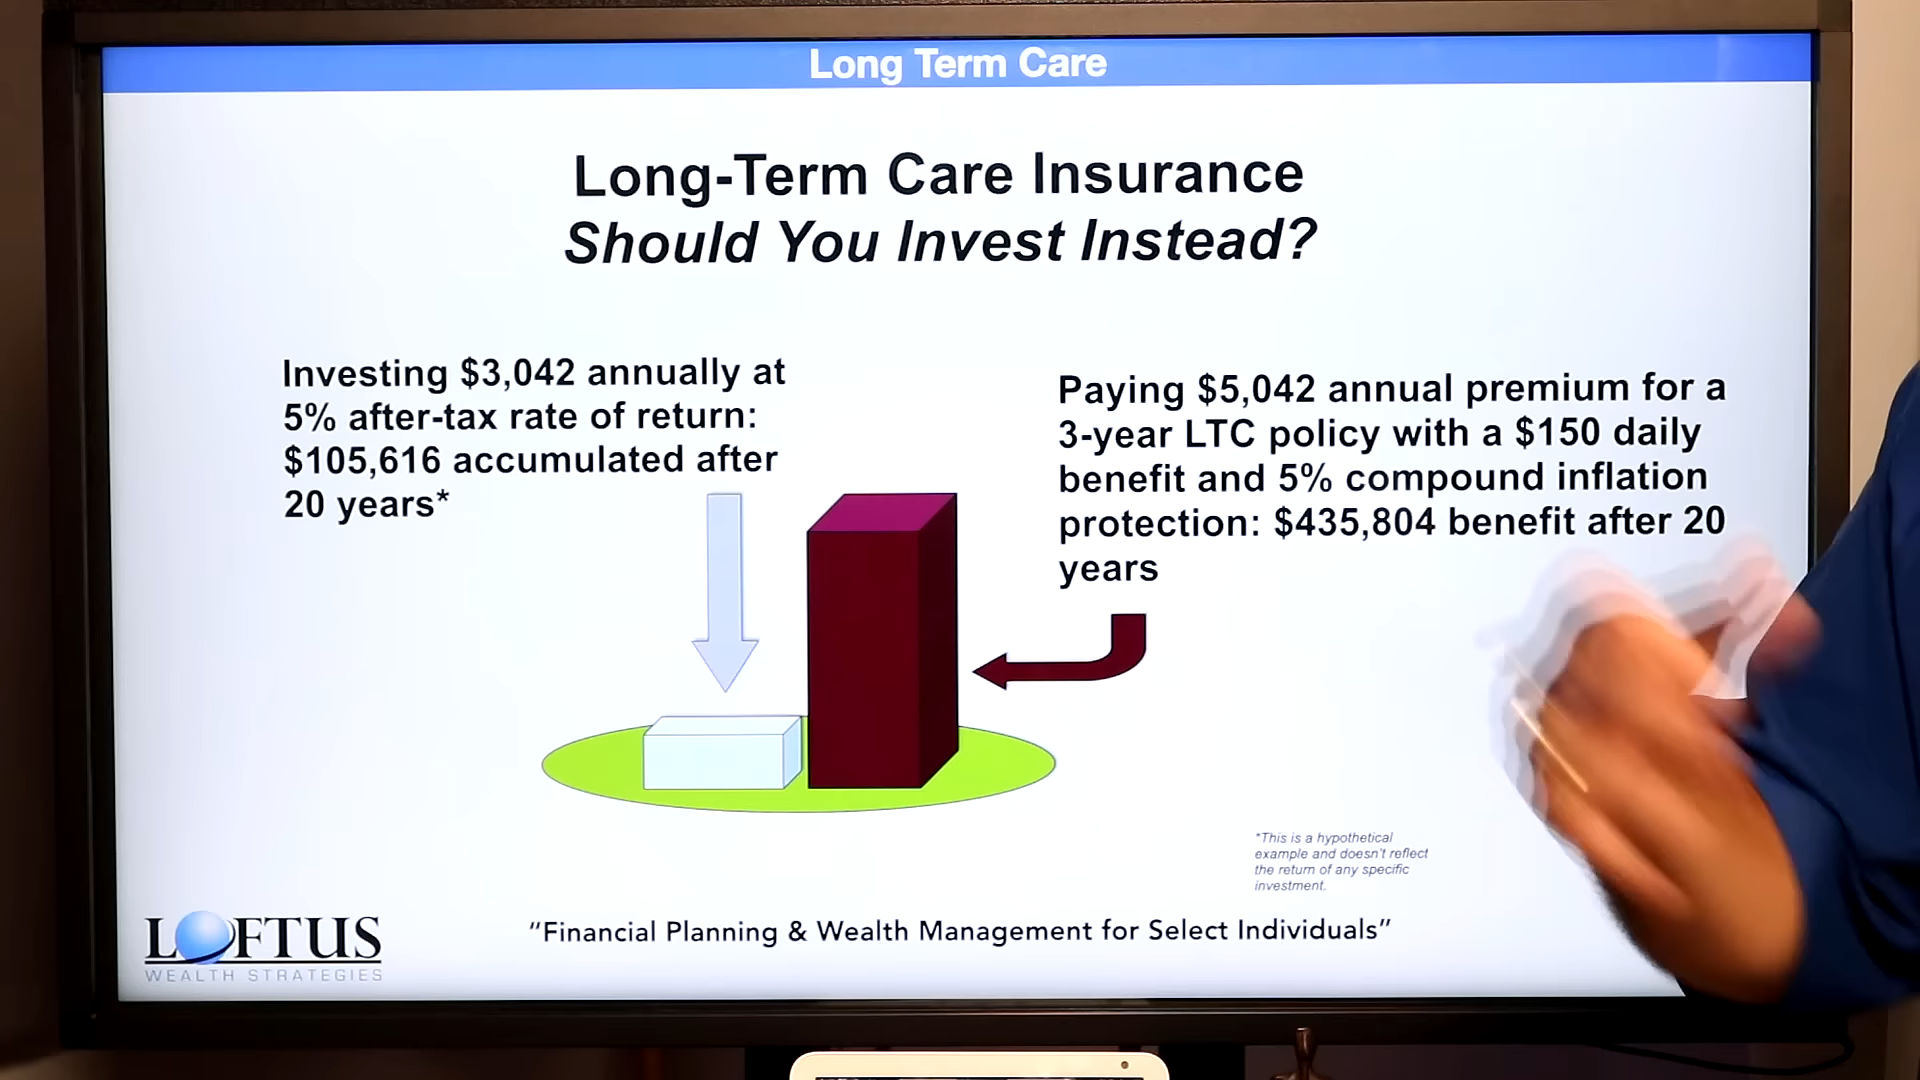 Long Term Care
Long-Term Care Insurance
Should You Invest Instead?
Investing $3,042 annually at
5% after-tax rate of return:
$105,616 accumulated after
20 years*
Paying $5,042 annual premium for a
3-year LTC policy with a $150 daily
benefit and 5% compound inflation
protection: $435,804 benefit after 20
years
*This is a hypothetical
example and doesn't reflect
the return of any specific
investment.
LOFTUS
WEALTH STRATEGIES
"Financial Planning & Wealth Management for Select Individuals"